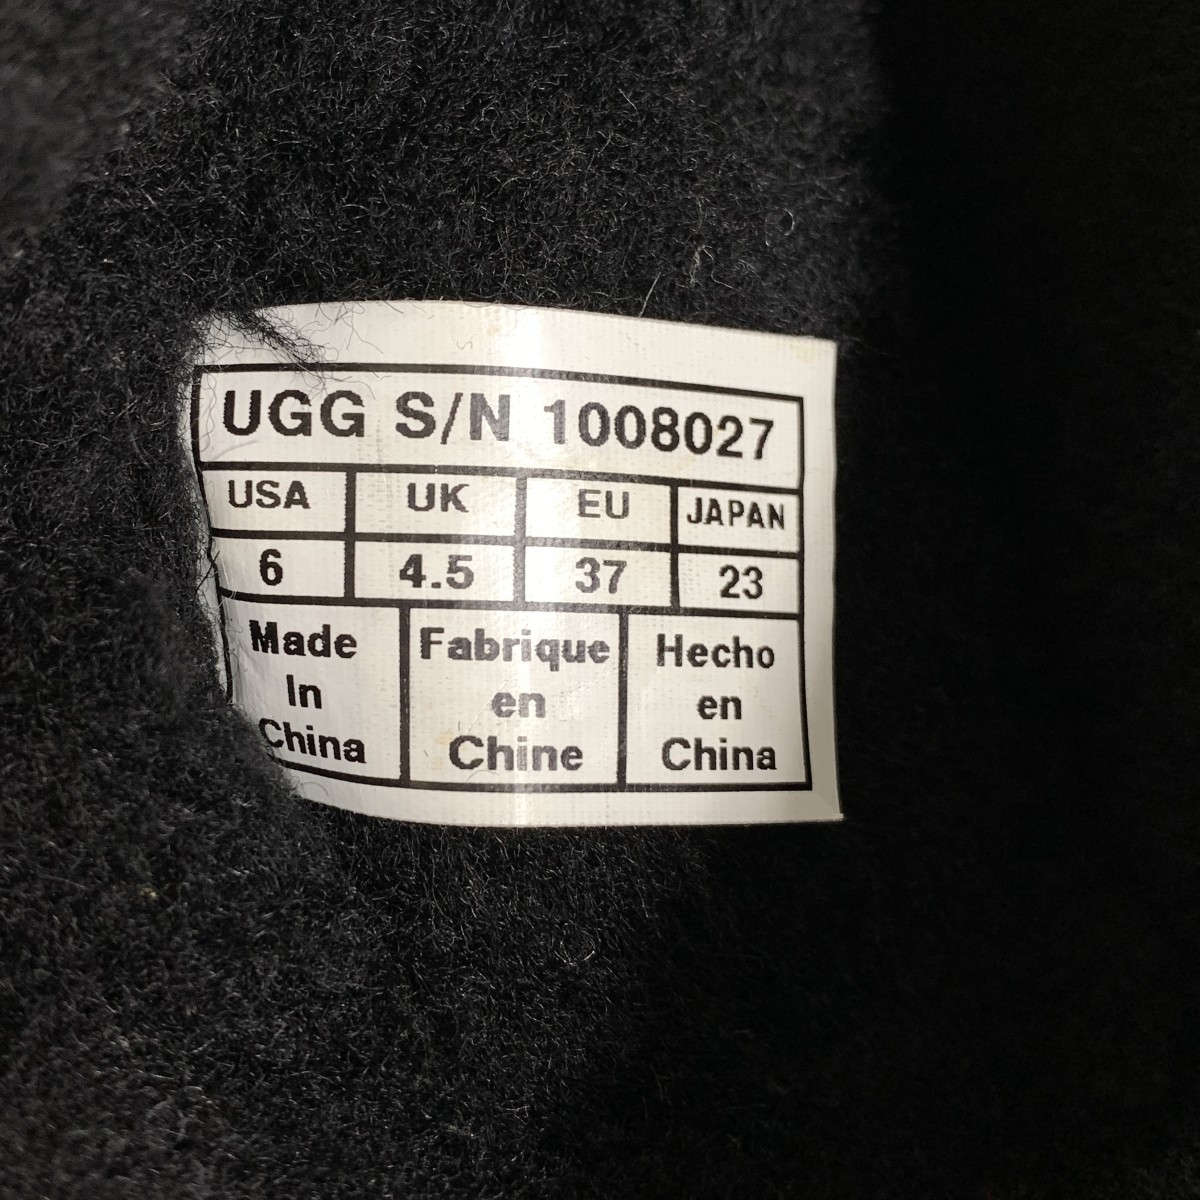 UGG S/N 1008027
USA UK EU JAPAN
6 4.5 37 23
Made Fabrique Hecho
In en en
China Chine China